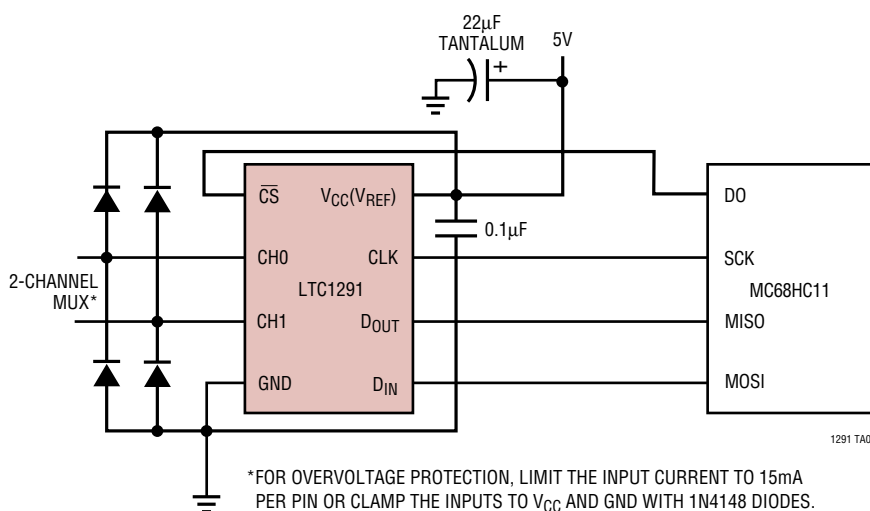 22µF
TANTALUM
5V
+
C̅S̅
VCC(VREF)
DO
0.1µF
CH0
CLK
SCK
2-CHANNEL
MUX*
LTC1291
MC68HC11
CH1
DOUT
MISO
GND
DIN
MOSI
1291 TA0
*FOR OVERVOLTAGE PROTECTION, LIMIT THE INPUT CURRENT TO 15mA
PER PIN OR CLAMP THE INPUTS TO VCC AND GND WITH 1N4148 DIODES.